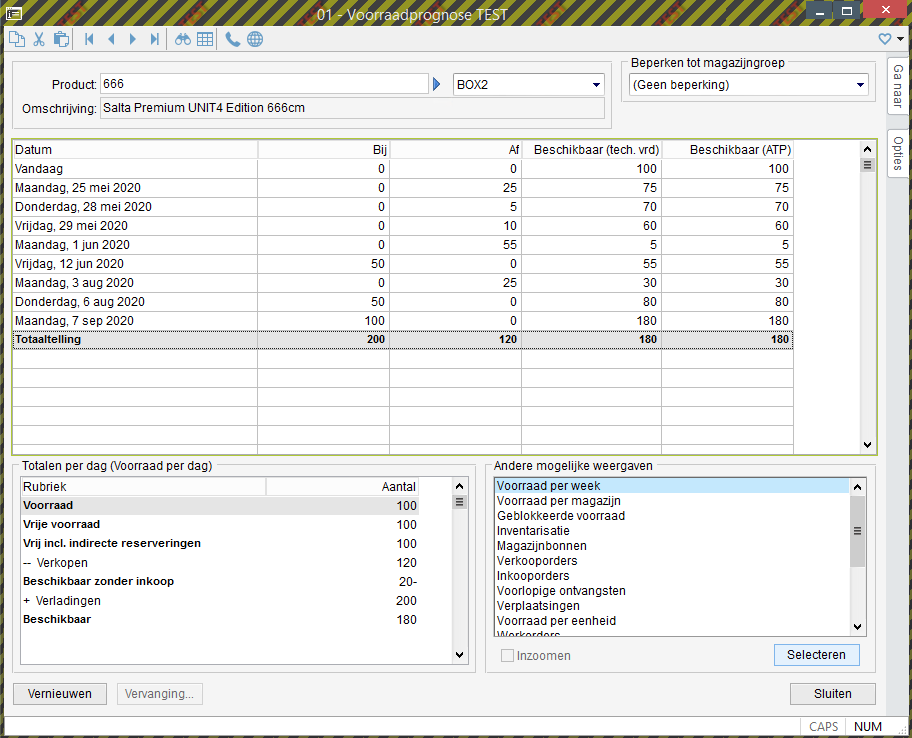 01 - Voorraadprognose TEST
Product: 666 BOX2
Omschrijving: Salta Premium UNIT4 Edition 666cm
Beperken tot magazijngroep
(Geen beperking)
Ga naar
Opties
Datum Bij Af Beschikbaar (tech. vrd) Beschikbaar (ATP)
Vandaag 0 0 100 100
Maandag, 25 mei 2020 0 25 75 75
Donderdag, 28 mei 2020 0 5 70 70
Vrijdag, 29 mei 2020 0 10 60 60
Maandag, 1 jun 2020 0 55 5 5
Vrijdag, 12 jun 2020 50 0 55 55
Maandag, 3 aug 2020 0 25 30 30
Donderdag, 6 aug 2020 50 0 80 80
Maandag, 7 sep 2020 100 0 180 180
Totaaltelling 200 120 180 180
Totalen per dag (Voorraad per dag)
Rubriek Aantal
Voorraad 100
Vrije voorraad 100
Vrij incl. indirecte reserveringen 100
-- Verkopen 120
Beschikbaar zonder inkoop 20-
+ Verladingen 200
Beschikbaar 180
Andere mogelijke weergaven
Voorraad per week
Voorraad per magazijn
Geblokkeerde voorraad
Inventarisatie
Magazijnbonnen
Verkooporders
Inkooporders
Voorlopige ontvangsten
Verplaatsingen
Voorraad per eenheid
Werkorders
Inzoomen
Selecteren
Vernieuwen
Vervanging...
Sluiten
CAPS NUM